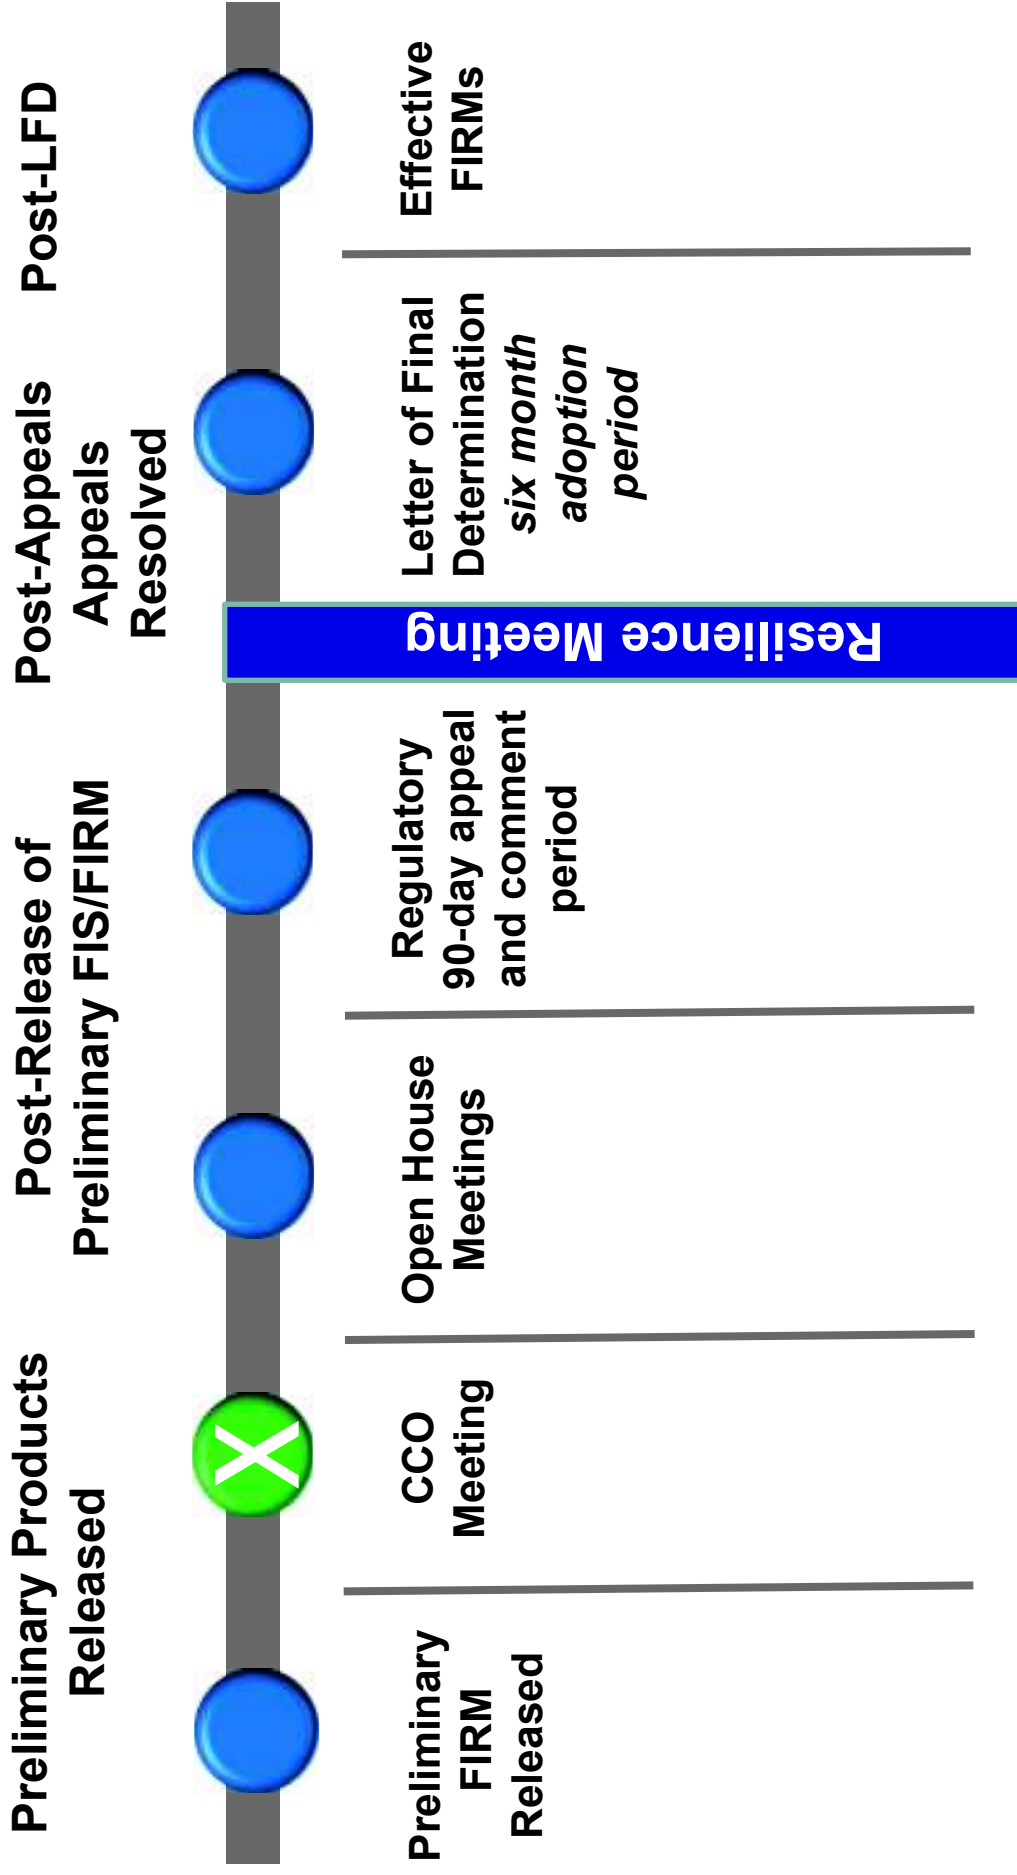 Preliminary Products
Released
Post-Release of
Preliminary FIS/FIRM
Post-Appeals
Appeals
Resolved
Post-LFD
X
Preliminary
FIRM
Released
CCO
Meeting
Open House
Meetings
Regulatory
90-day appeal
and comment
period
Resilience Meeting
Letter of Final
Determination
six month
adoption
period
Effective
FIRMs